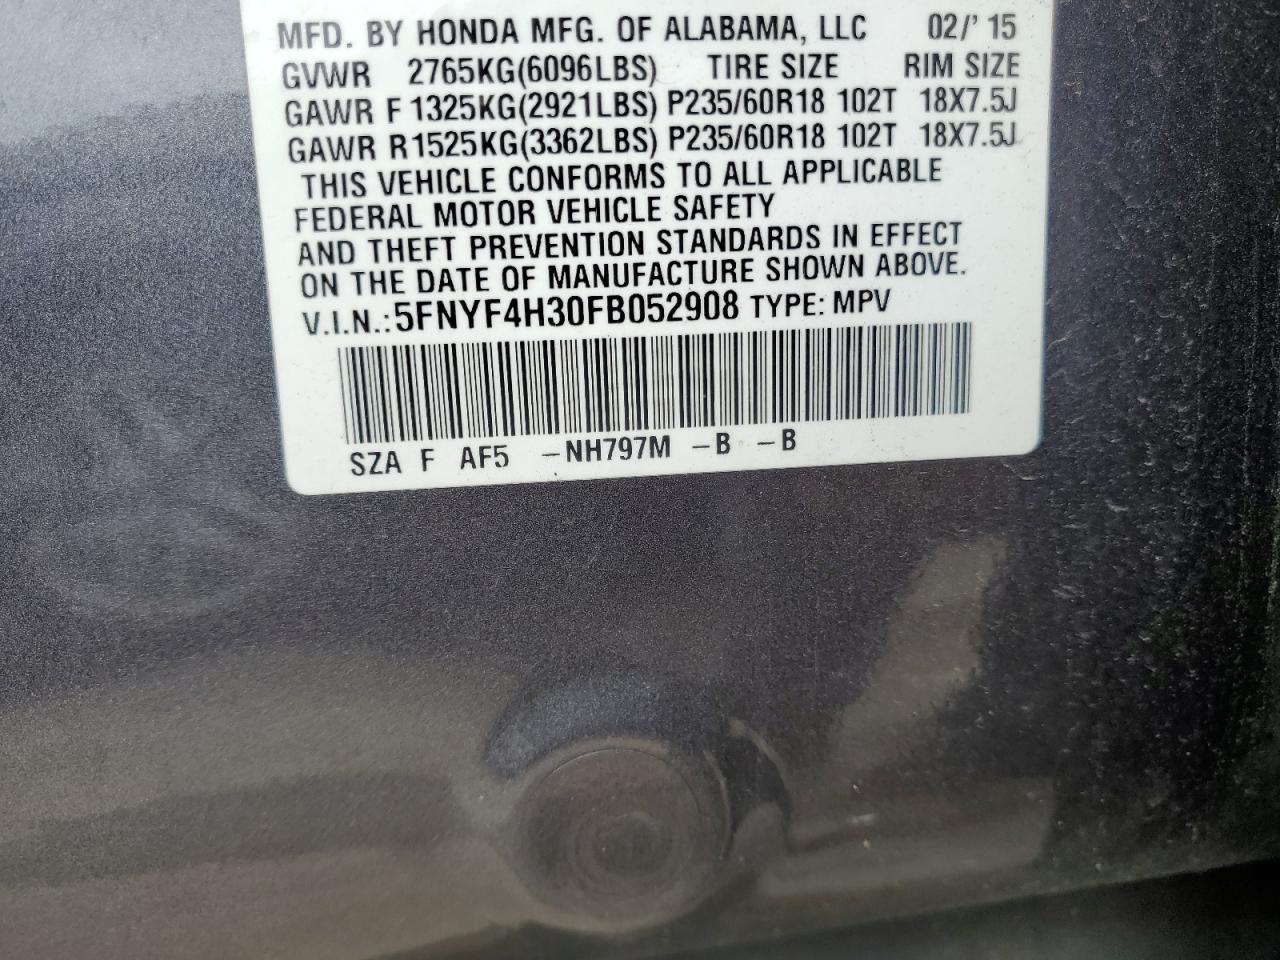 MFD. BY HONDA MFG. OF ALABAMA, LLC 02/' 15
GVWR 2765KG(6096LBS) TIRE SIZE RIM SIZE
GAWR F 1325KG(2921LBS) P235/60R18 102T 18X7.5J
GAWR R1525KG(3362LBS) P235/60R18 102T 18X7.5J
THIS VEHICLE CONFORMS TO ALL APPLICABLE
FEDERAL MOTOR VEHICLE SAFETY
AND THEFT PREVENTION STANDARDS IN EFFECT
ON THE DATE OF MANUFACTURE SHOWN ABOVE.
V.I.N.:5FNYF4H30FB052908 TYPE: MPV
SZA F AF5 -NH797M -B -B